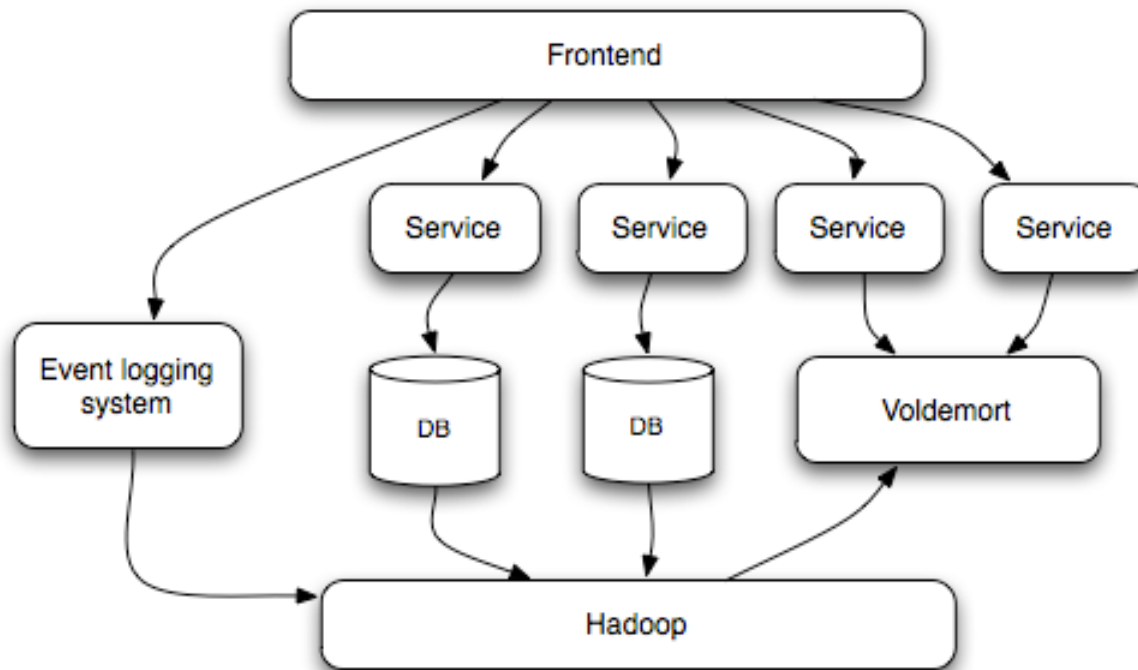 Frontend
Service
Service
Service
Service
Event logging
system
DB
DB
Voldemort
Hadoop